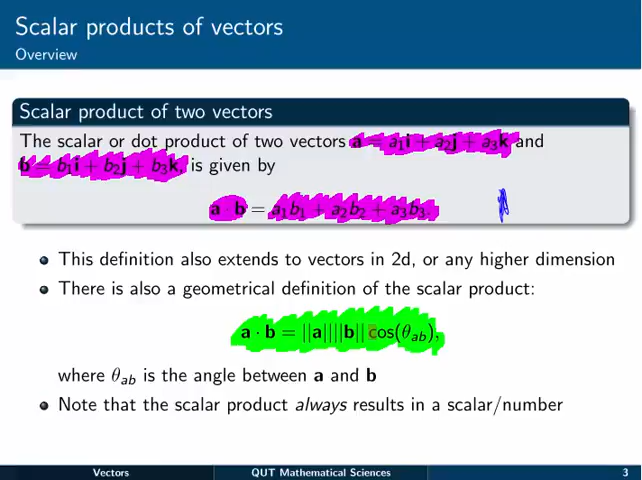 Scalar products of vectors
Overview
Scalar product of two vectors
The scalar or dot product of two vectors a = a₁i + a₂j + a₃k and
b = b₁i + b₂j + b₃k, is given by
a · b = a₁b₁ + a₂b₂ + a₃b₃.
This definition also extends to vectors in 2d, or any higher dimension
There is also a geometrical definition of the scalar product:
a · b = ||a||||b|| cos(θab),
where θab is the angle between a and b
Note that the scalar product always results in a scalar/number
Vectors QUT Mathematical Sciences 3